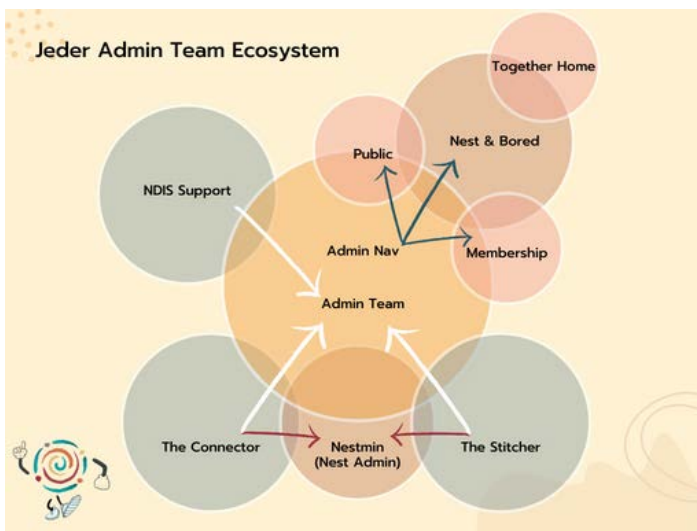 Jeder Admin Team Ecosystem
Together Home
Nest & Bored
Public
NDIS Support
Admin Nav
Membership
Admin Team
The Connector
Nestmin
(Nest Admin)
The Stitcher